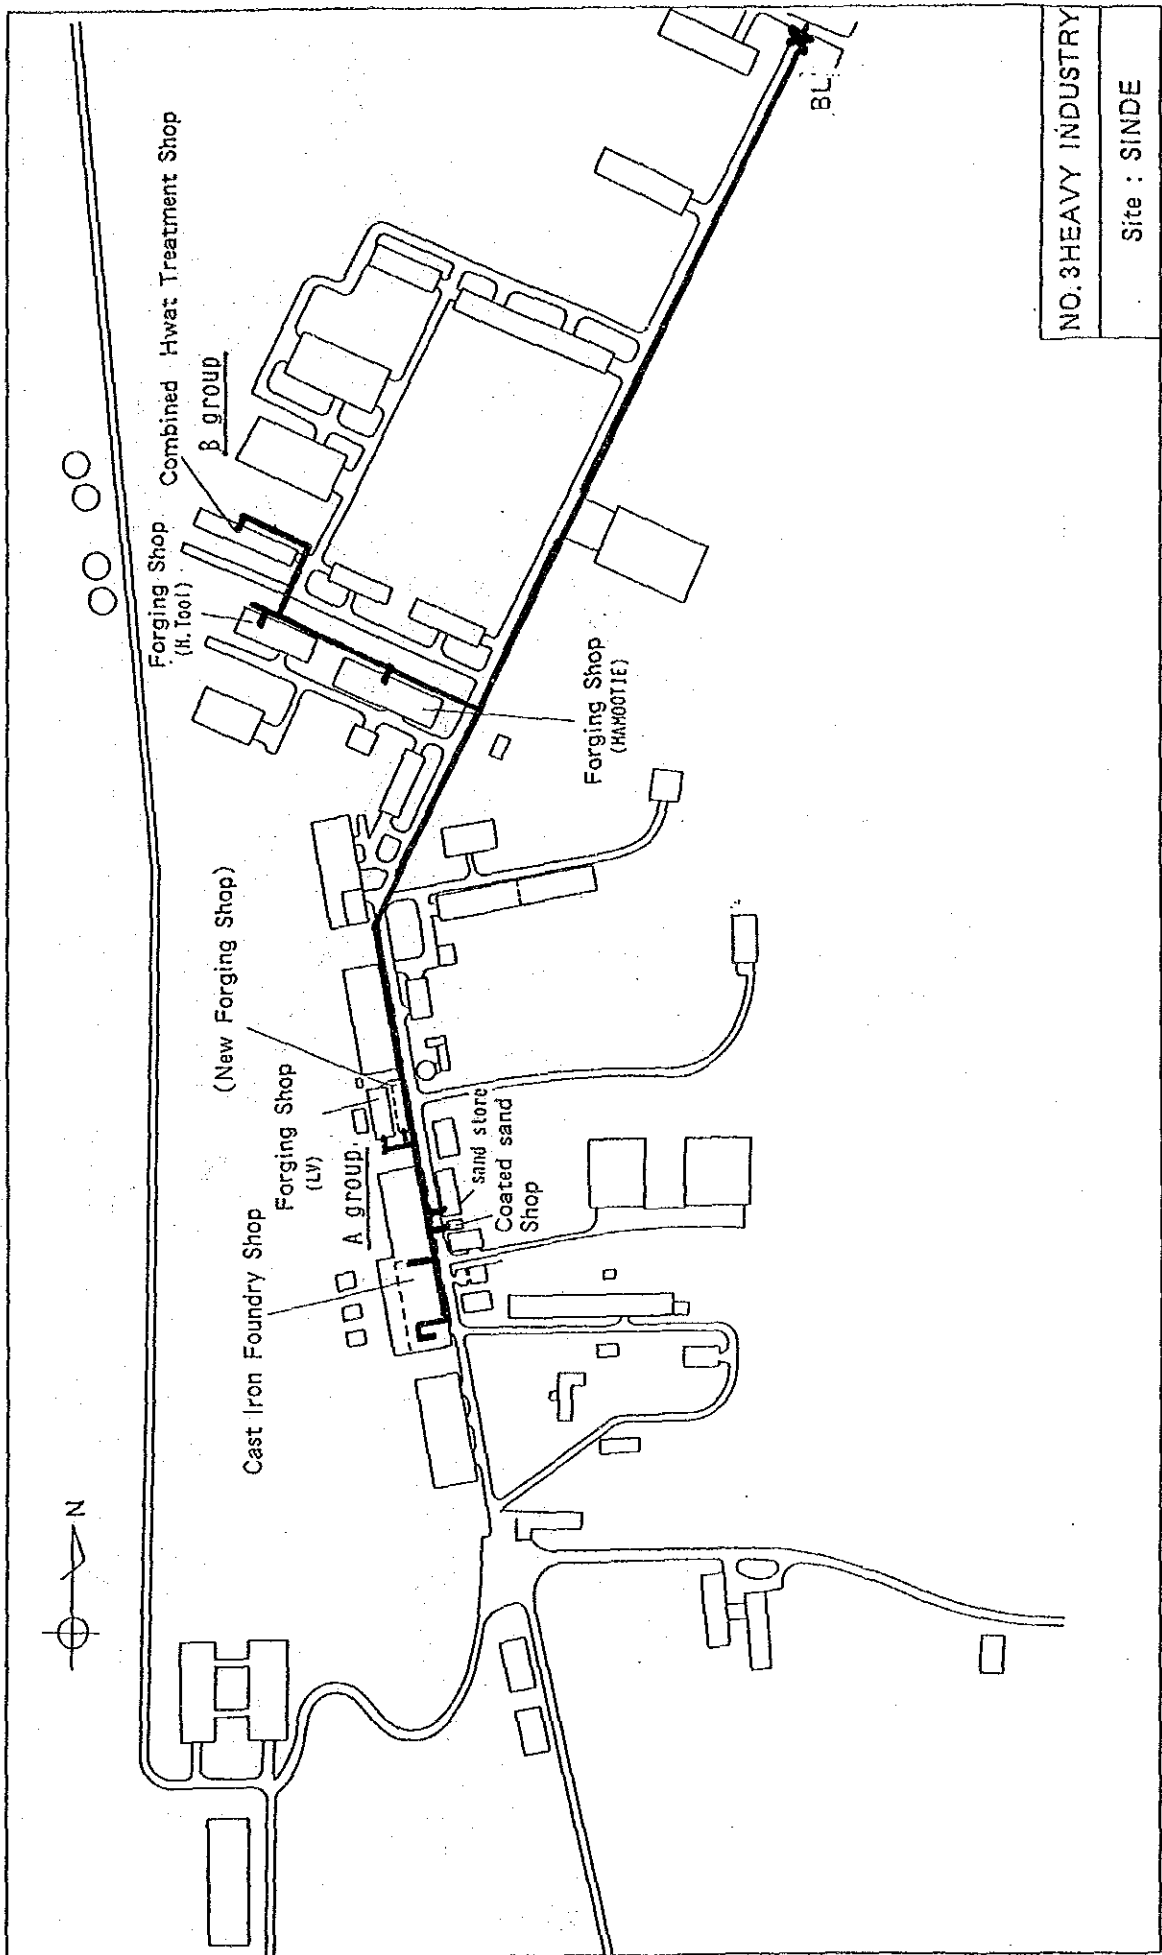 NO.3HEAVY INDUSTRY
Site : SINDE
BL
Combined Hwat Treatment Shop
B group
Forging Shop
(H.Tool)
Forging Shop
(MAMOOTIE)
(New Forging Shop)
Forging Shop
(LV)
A group
sand store
Coated sand
Shop
Cast Iron Foundry Shop
N